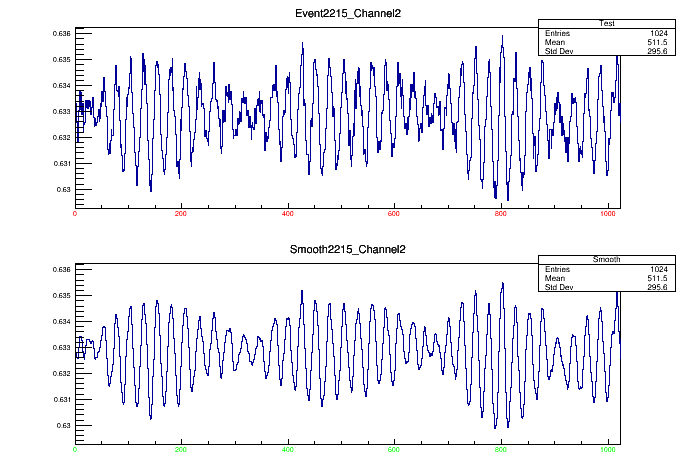 Event2215_Channel2
Test
Entries 1024
Mean 511.5
Std Dev 295.6
0.636
0.635
0.634
0.633
0.632
0.631
0.63
0 200 400 600 800 1000
Smooth2215_Channel2
Smooth
Entries 1024
Mean 511.5
Std Dev 295.6
0.636
0.635
0.634
0.633
0.632
0.631
0.63
0 200 400 600 800 1000